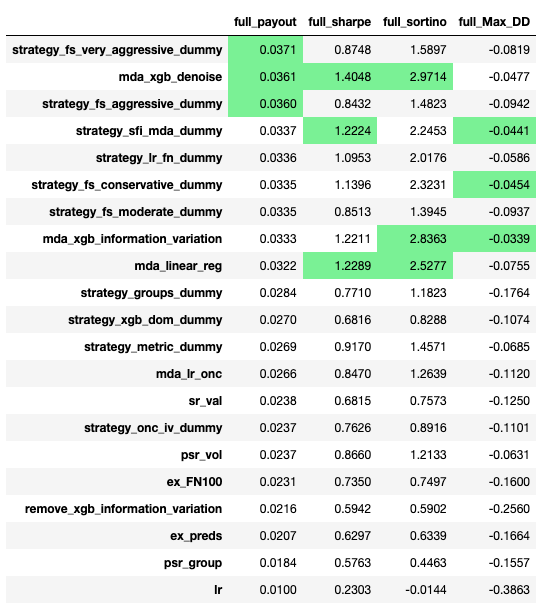 full_payout full_sharpe full_sortino full_Max_DD
strategy_fs_very_aggressive_dummy 0.0371 0.8748 1.5897 -0.0819
mda_xgb_denoise 0.0361 1.4048 2.9714 -0.0477
strategy_fs_aggressive_dummy 0.0360 0.8432 1.4823 -0.0942
strategy_sfi_mda_dummy 0.0337 1.2224 2.2453 -0.0441
strategy_lr_fn_dummy 0.0336 1.0953 2.0176 -0.0586
strategy_fs_conservative_dummy 0.0335 1.1396 2.3231 -0.0454
strategy_fs_moderate_dummy 0.0335 0.8513 1.3945 -0.0937
mda_xgb_information_variation 0.0333 1.2211 2.8363 -0.0339
mda_linear_reg 0.0322 1.2289 2.5277 -0.0755
strategy_groups_dummy 0.0284 0.7710 1.1823 -0.1764
strategy_xgb_dom_dummy 0.0270 0.6816 0.8288 -0.1074
strategy_metric_dummy 0.0269 0.9170 1.4571 -0.0685
mda_lr_onc 0.0266 0.8470 1.2639 -0.1120
sr_val 0.0238 0.6815 0.7573 -0.1250
strategy_onc_iv_dummy 0.0237 0.7626 0.8916 -0.1101
psr_vol 0.0237 0.8660 1.2133 -0.0631
ex_FN100 0.0231 0.7350 0.7497 -0.1600
remove_xgb_information_variation 0.0216 0.5942 0.5902 -0.2560
ex_preds 0.0207 0.6297 0.6339 -0.1664
psr_group 0.0184 0.5763 0.4463 -0.1557
lr 0.0100 0.2303 -0.0144 -0.3863